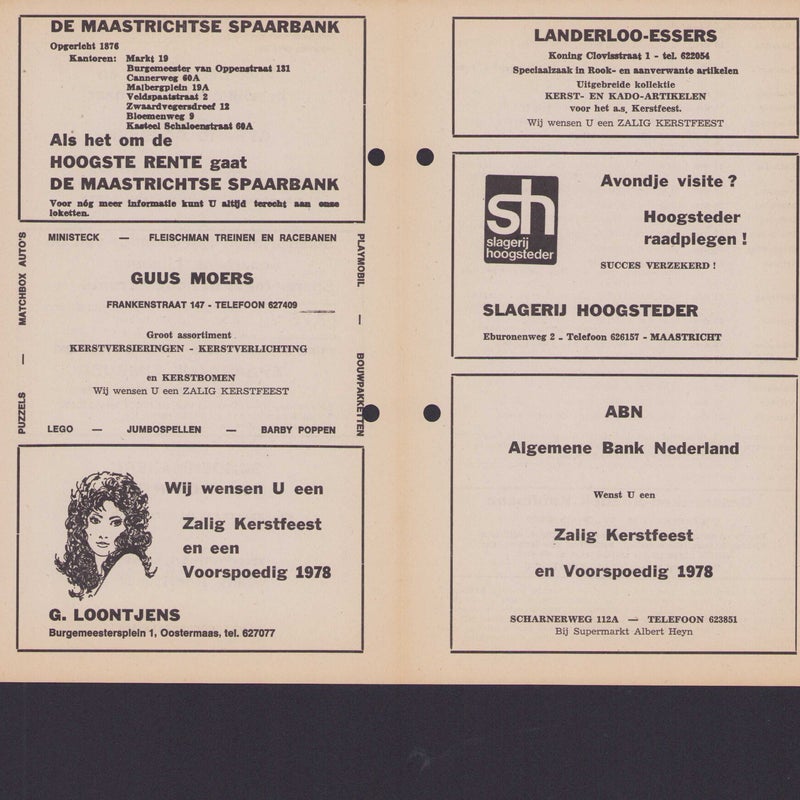 DE MAASTRICHTSE SPAARBANK
Opgericht 1876
Kantoren: Markt 19
Burgemeester van Oppenstraat 131
Cannerweg 60A
Malbergplein 19A
Veldspaatstraat 2
Zwaardvegersdreef 12
Bloemenweg 9
Kasteel Schaloenstraat 60A
Als het om de
HOOGSTE RENTE gaat
DE MAASTRICHTSE SPAARBANK
Voor nóg meer informatie kunt U altijd terecht aan onze
loketten.
MINISTECK — FLEISCHMAN TREINEN EN RACEBANEN
PLAYMOBIL — BOUWPAKKETTEN
PUZZELS — MATCHBOX AUTO'S
GUUS MOERS
FRANKENSTRAAT 147 - TELEFOON 627409
Groot assortiment
KERSTVERSIERINGEN - KERSTVERLICHTING
en KERSTBOMEN
Wij wensen U een ZALIG KERSTFEEST
LEGO — JUMBOSPELLEN — BARBY POPPEN
Wij wensen U een
Zalig Kerstfeest
en een
Voorspoedig 1978
G. LOONTJENS
Burgemeestersplein 1, Oostermaas, tel. 627077
LANDERLOO-ESSERS
Koning Clovisstraat 1 - tel. 622054
Speciaalzaak in Rook- en aanverwante artikelen
Uitgebreide kollektie
KERST- EN KADO-ARTIKELEN
voor het a.s. Kerstfeest.
Wij wensen U een ZALIG KERSTFEEST
sh
slagerij
hoogsteder
Avondje visite ?
Hoogsteder
raadplegen !
SUCCES VERZEKERD !
SLAGERIJ HOOGSTEDER
Eburonenweg 2 - Telefoon 626157 - MAASTRICHT
ABN
Algemene Bank Nederland
Wenst U een
Zalig Kerstfeest
en Voorspoedig 1978
SCHARNERWEG 112A — TELEFOON 623851
Bij Supermarkt Albert Heyn